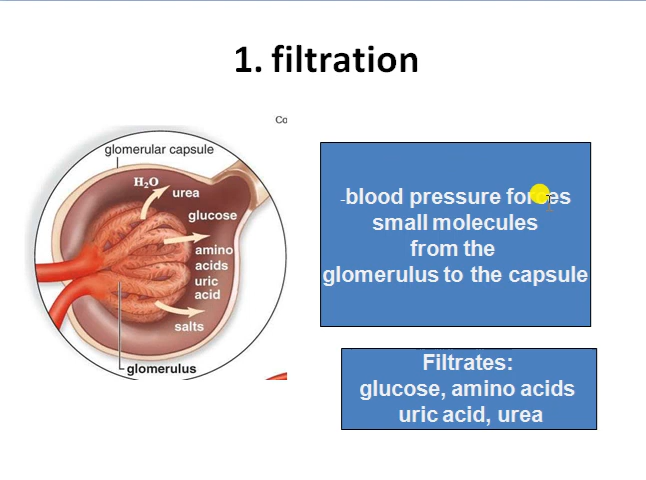 1. filtration
Co
glomerular capsule
H₂O
urea
glucose
amino
acids
uric
acid
salts
glomerulus
-blood pressure forces
small molecules
from the
glomerulus to the capsule
Filtrates:
glucose, amino acids
uric acid, urea